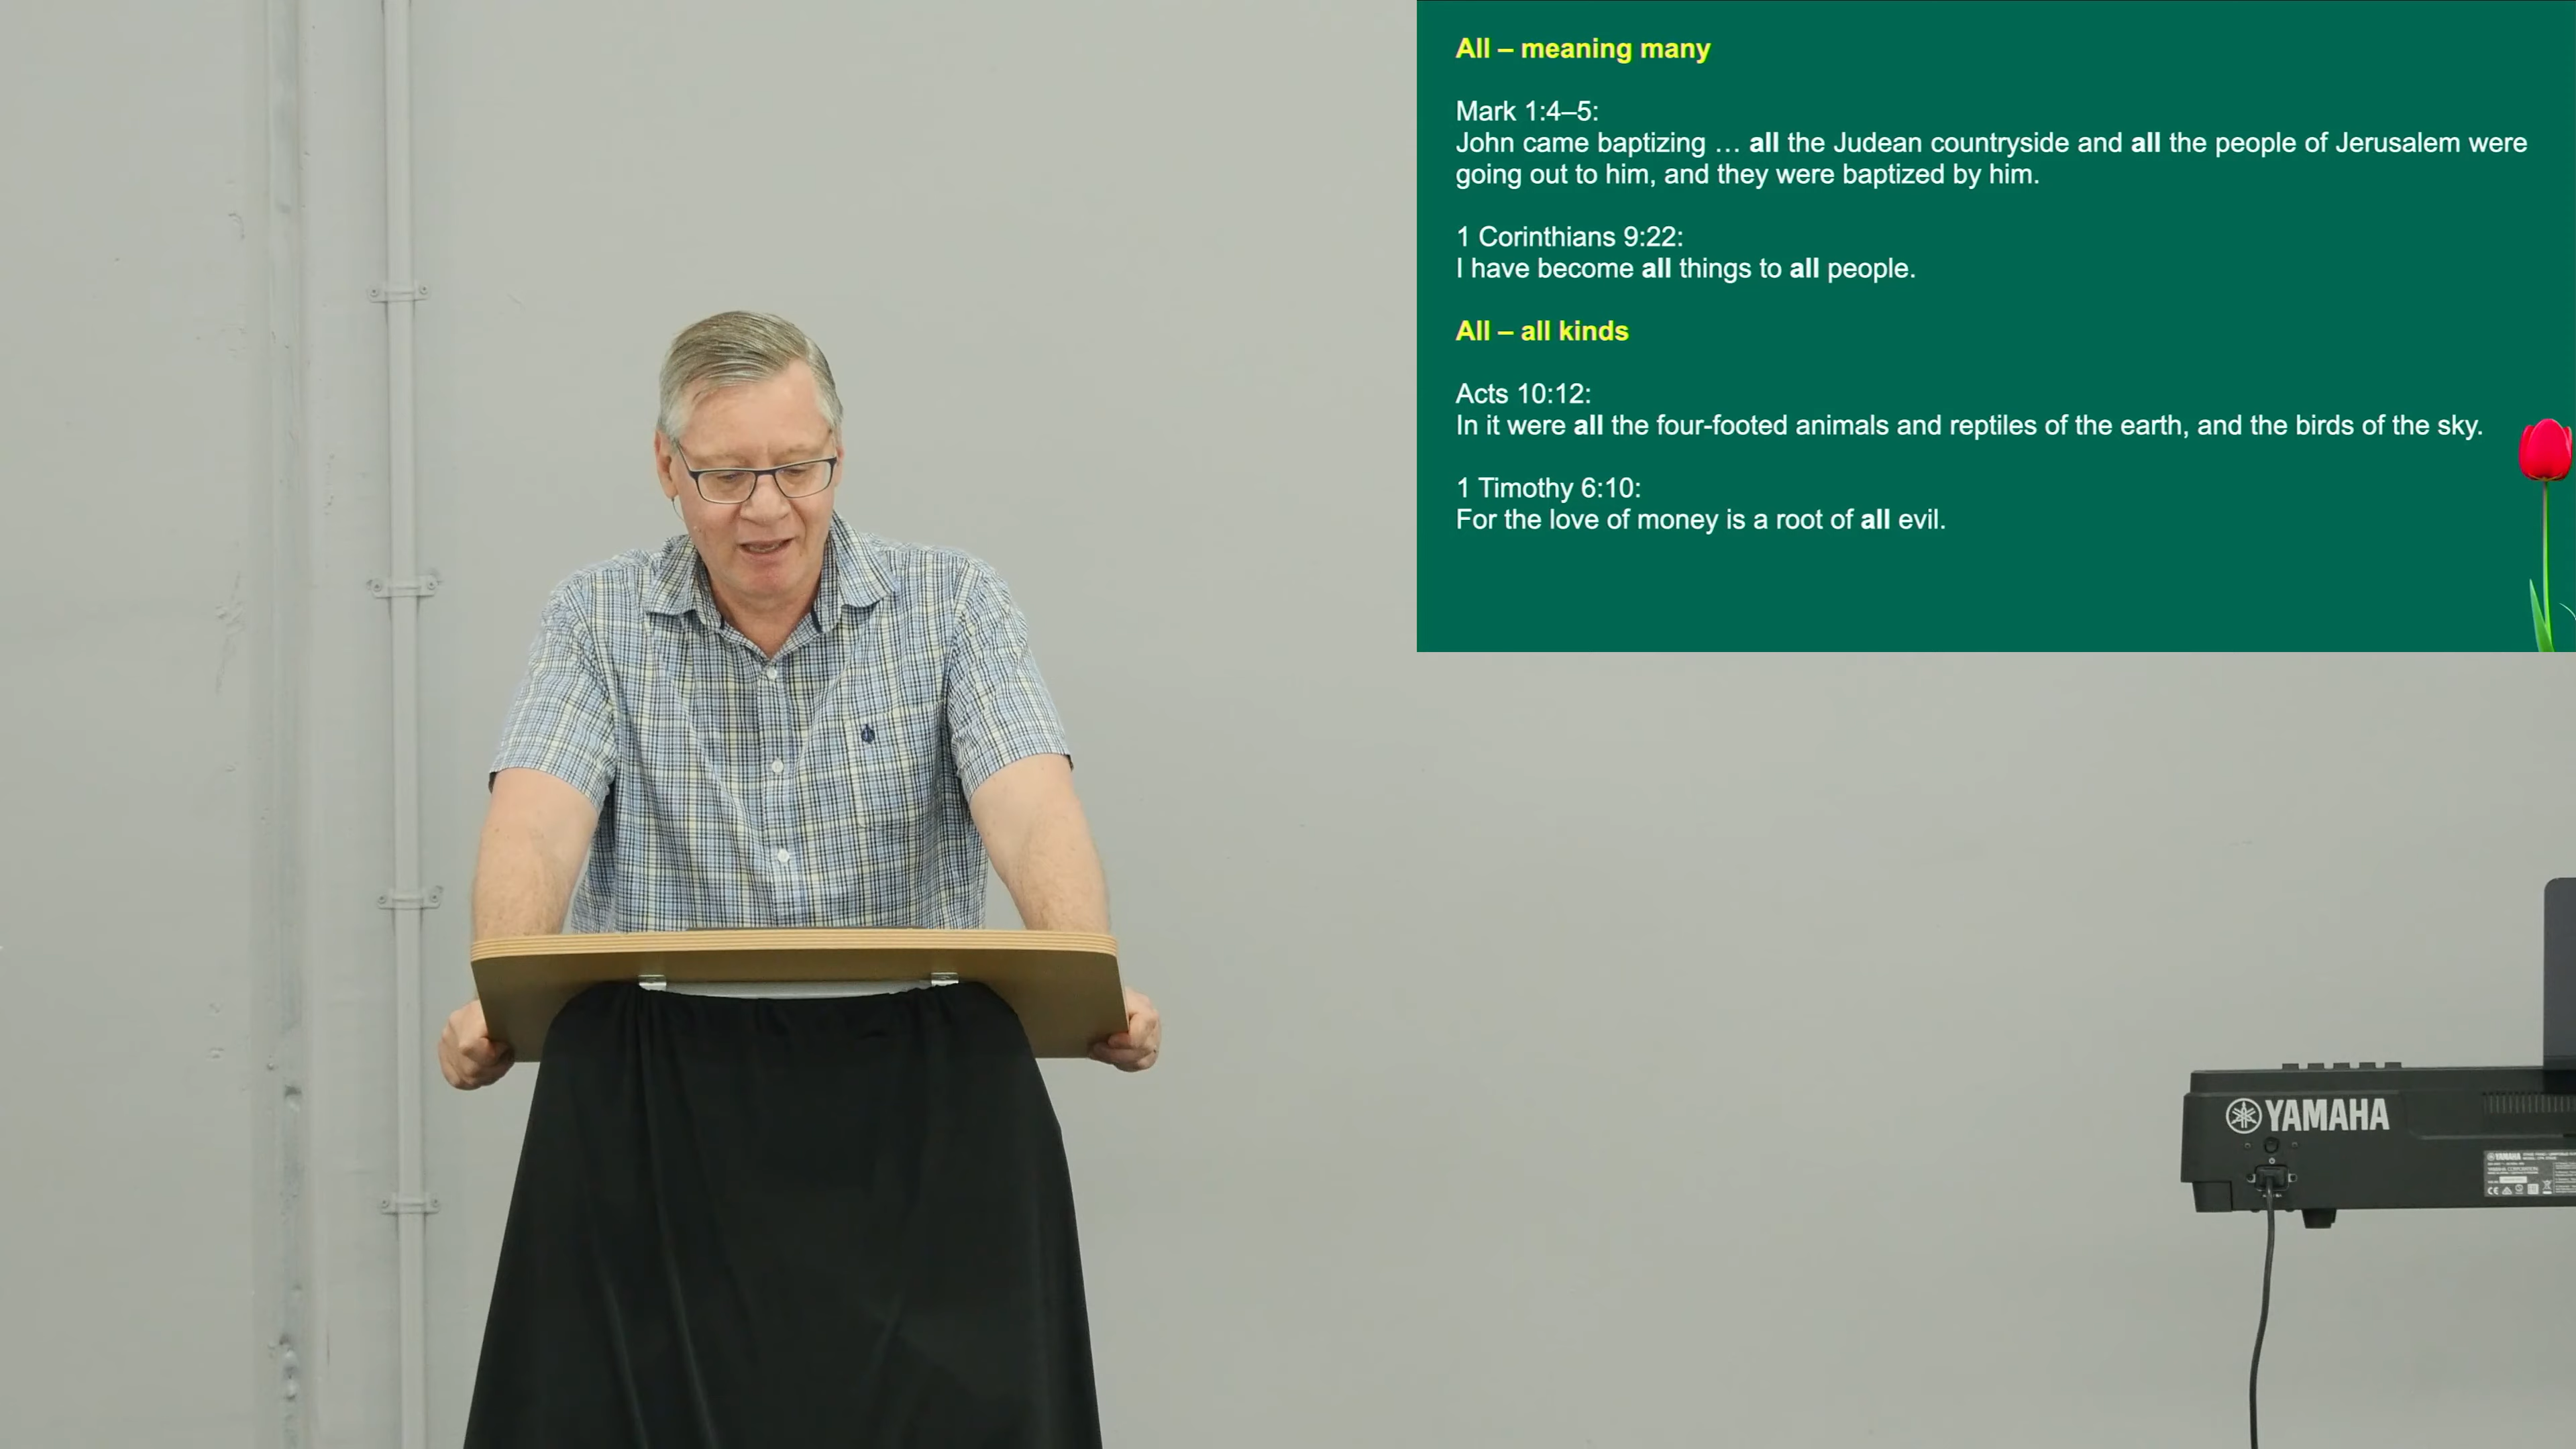 All – meaning many
Mark 1:4–5:
John came baptizing … all the Judean countryside and all the people of Jerusalem were
going out to him, and they were baptized by him.
1 Corinthians 9:22:
I have become all things to all people.
All – all kinds
Acts 10:12:
In it were all the four-footed animals and reptiles of the earth, and the birds of the sky.
1 Timothy 6:10:
For the love of money is a root of all evil.
YAMAHA
YAMAHA